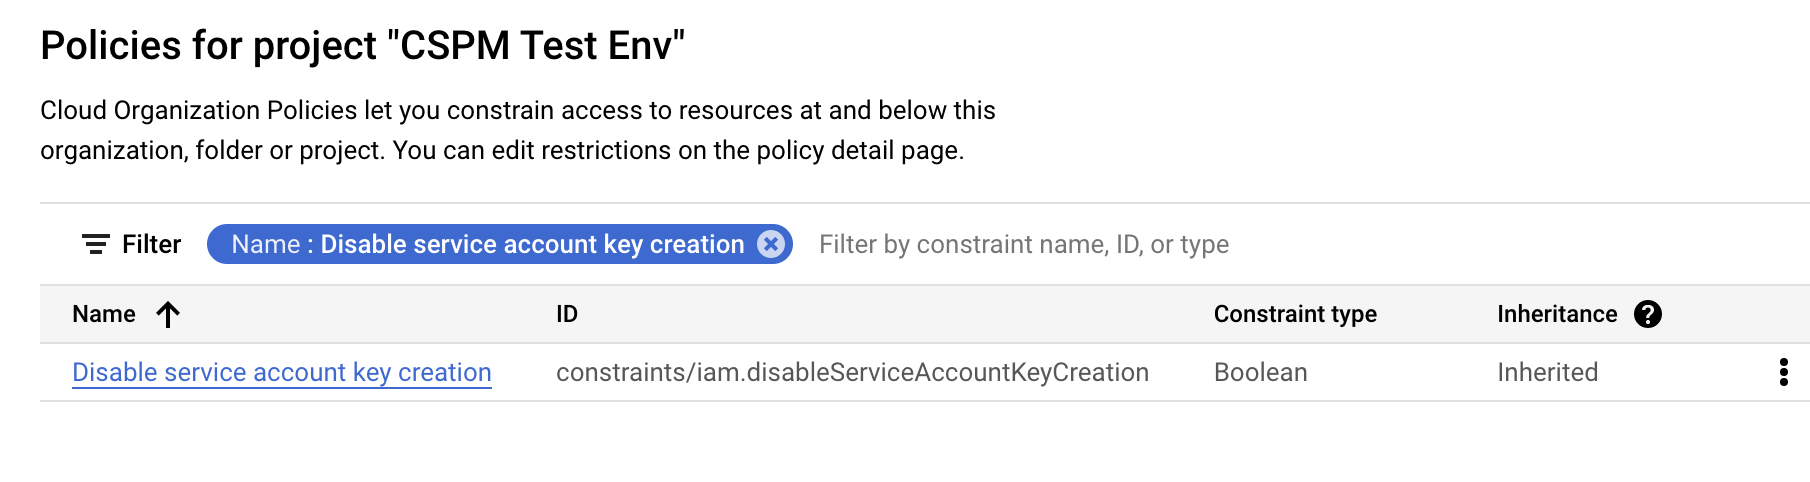 Policies for project "CSPM Test Env"
Cloud Organization Policies let you constrain access to resources at and below this
organization, folder or project. You can edit restrictions on the policy detail page.
Filter Name : Disable service account key creation Filter by constraint name, ID, or type
Name ID Constraint type Inheritance ?
Disable service account key creation constraints/iam.disableServiceAccountKeyCreation Boolean Inherited